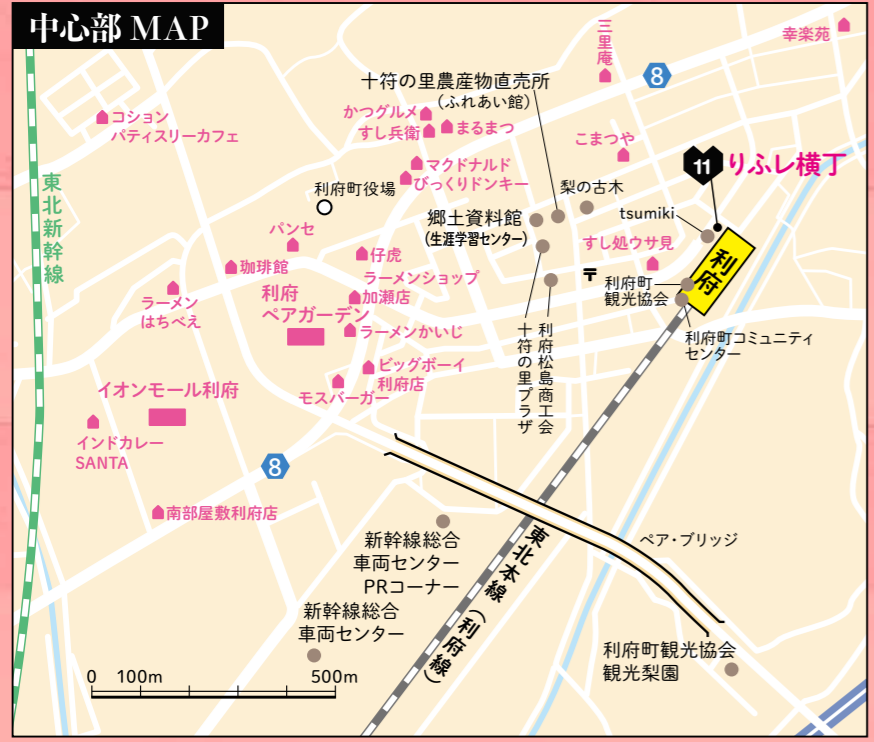 中心部 MAP
幸楽苑
三里庵
8
十符の里農産物直売所
(ふれあい館)
コション
パティスリーカフェ
かつグルメ
すし兵衛
まるまつ
こまつや
11 りふレ横丁
マクドナルド
びっくりドンキー
東北新幹線
利府町役場
梨の古木
郷土資料館
(生涯学習センター)
tsumiki
パンセ
すし処ウサ見
仔虎
利府
珈琲館
〒
ラーメンショップ
加瀬店
利府町
観光協会
利府
ペアガーデン
ラーメン
はちべえ
ラーメンかいじ
十符の里プラザ
利府松島商工会
利府町コミュニティ
センター
ビッグボーイ
利府店
モスバーガー
イオンモール利府
インドカレー
SANTA
8
南部屋敷利府店
新幹線総合
車両センター
PRコーナー
東北本線(利府線)
ペア・ブリッジ
新幹線総合
車両センター
利府町観光協会
観光梨園
0 100m 500m